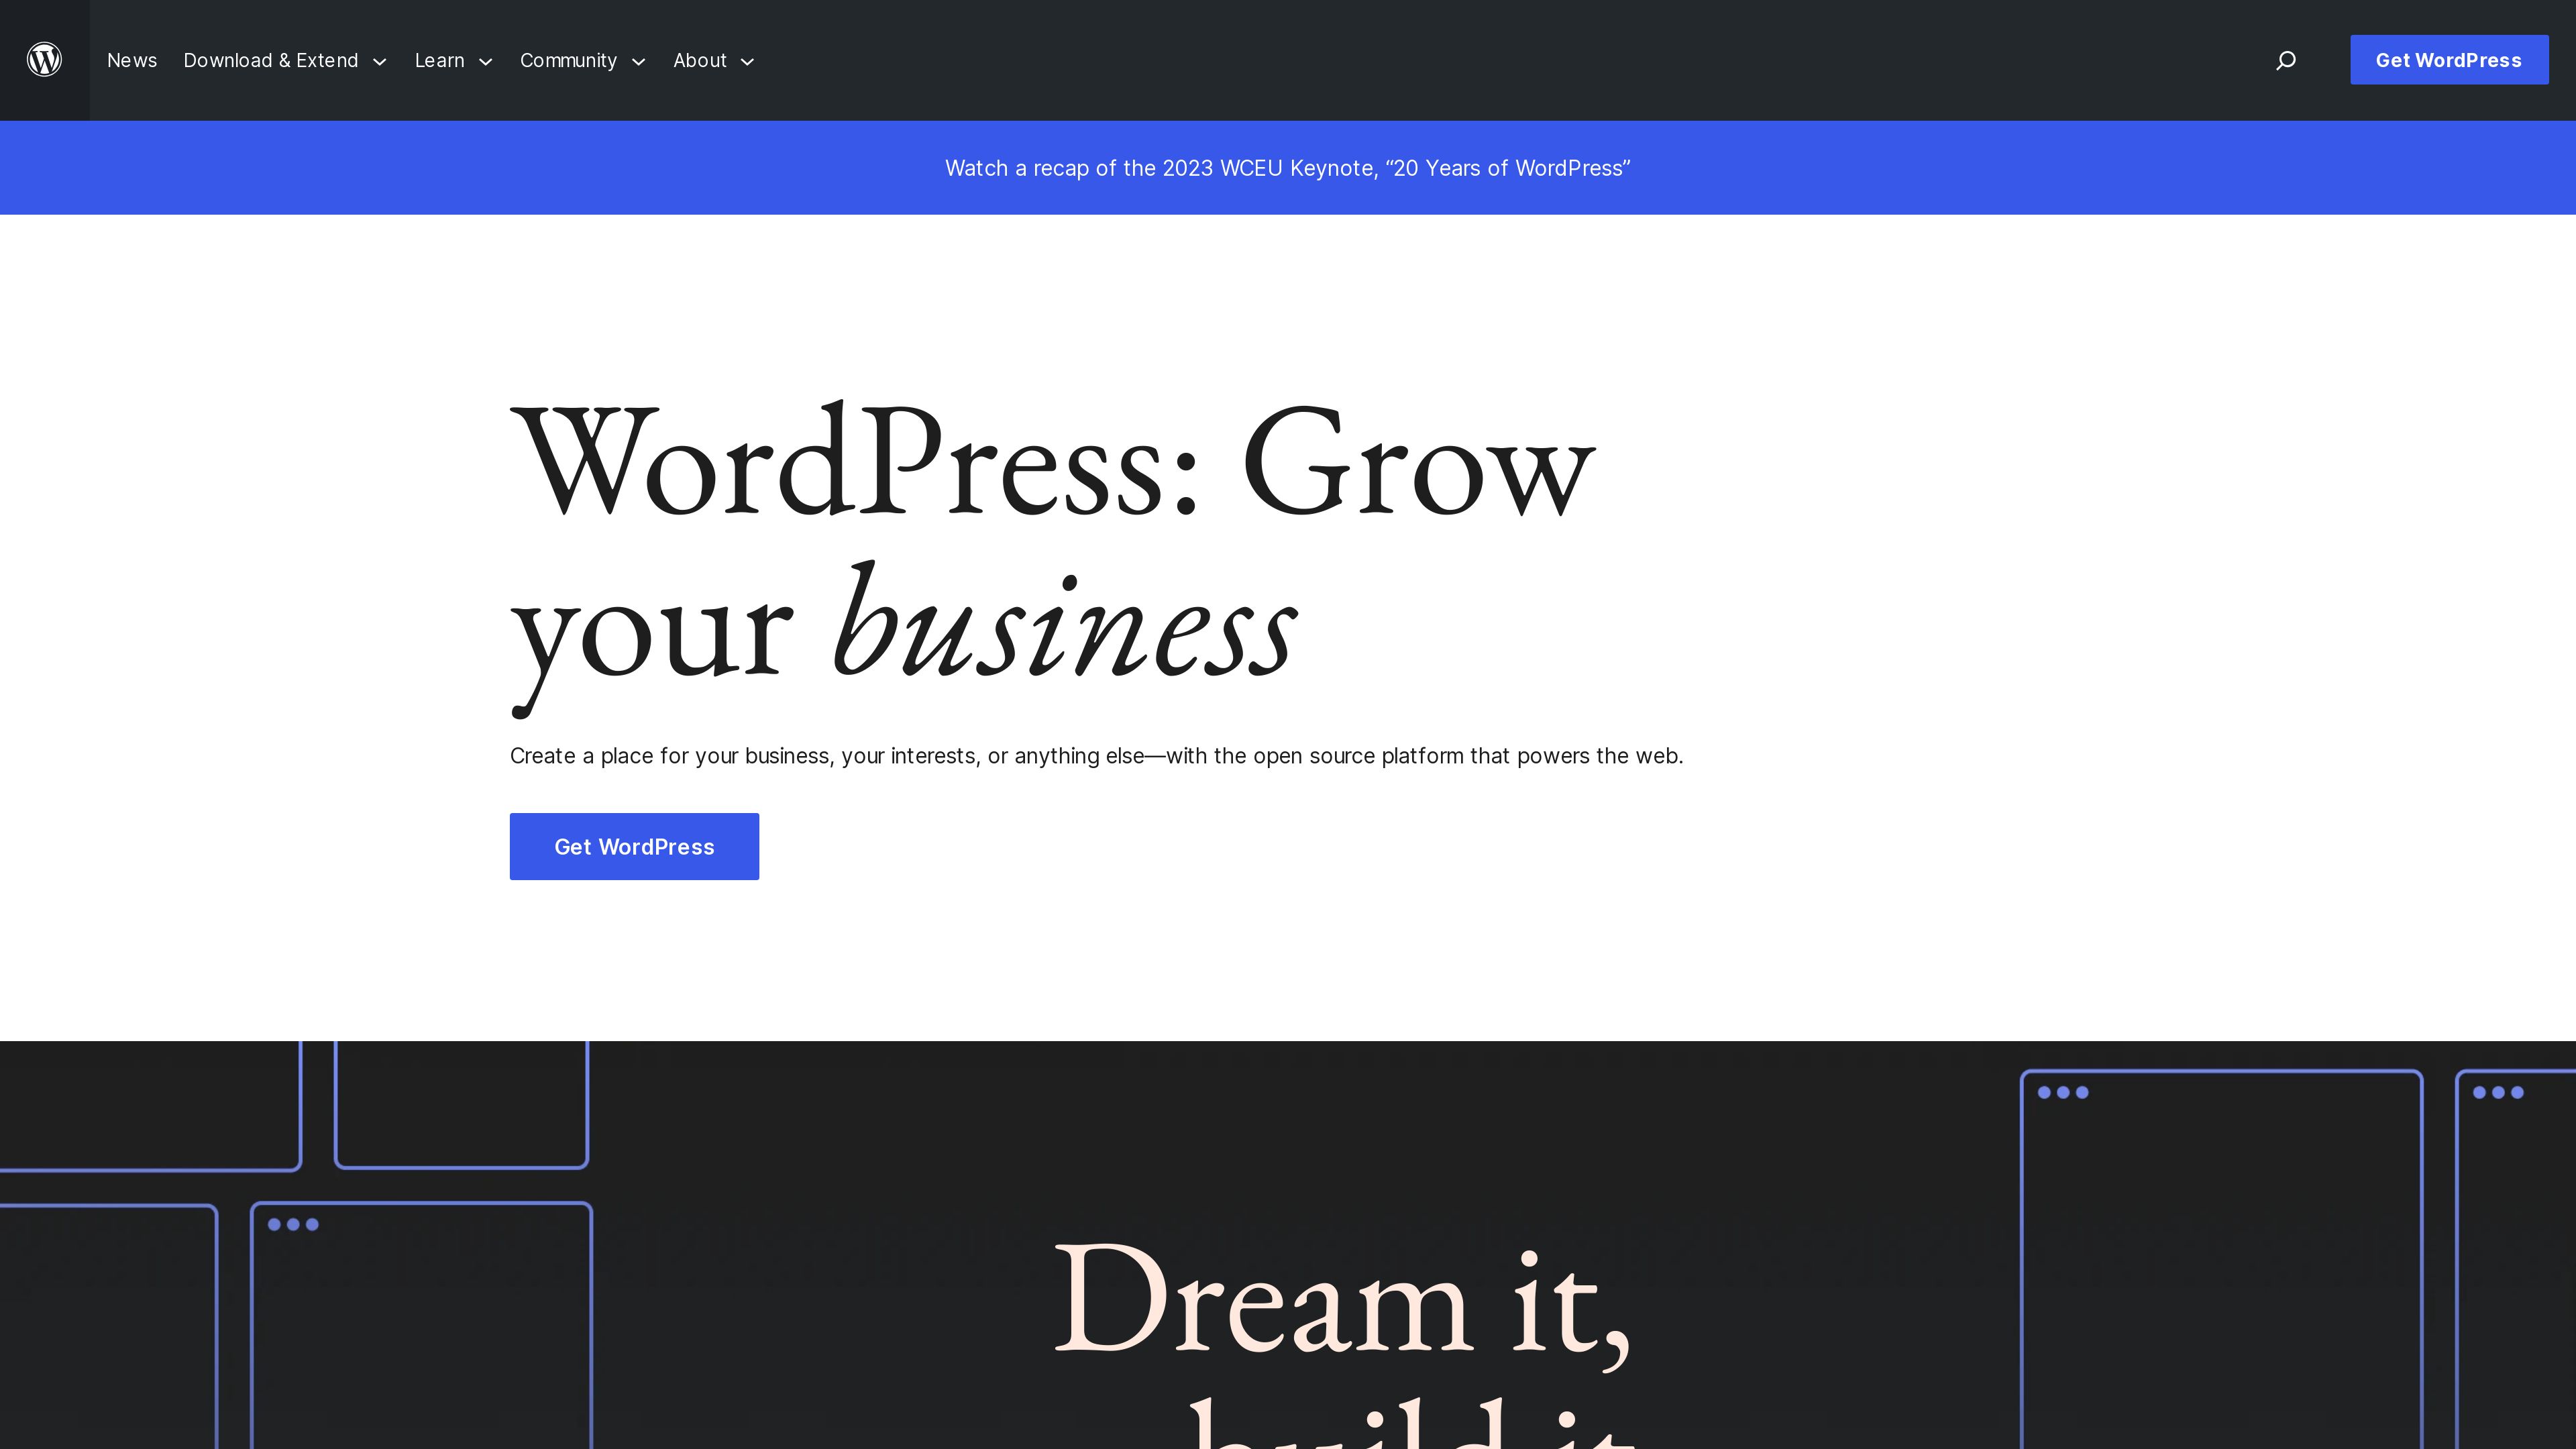 News Download & Extend Learn Community About Get WordPress
Watch a recap of the 2023 WCEU Keynote, “20 Years of WordPress”
WordPress: Grow
your business
Create a place for your business, your interests, or anything else—with the open source platform that powers the web.
Get WordPress
Dream it,
build it